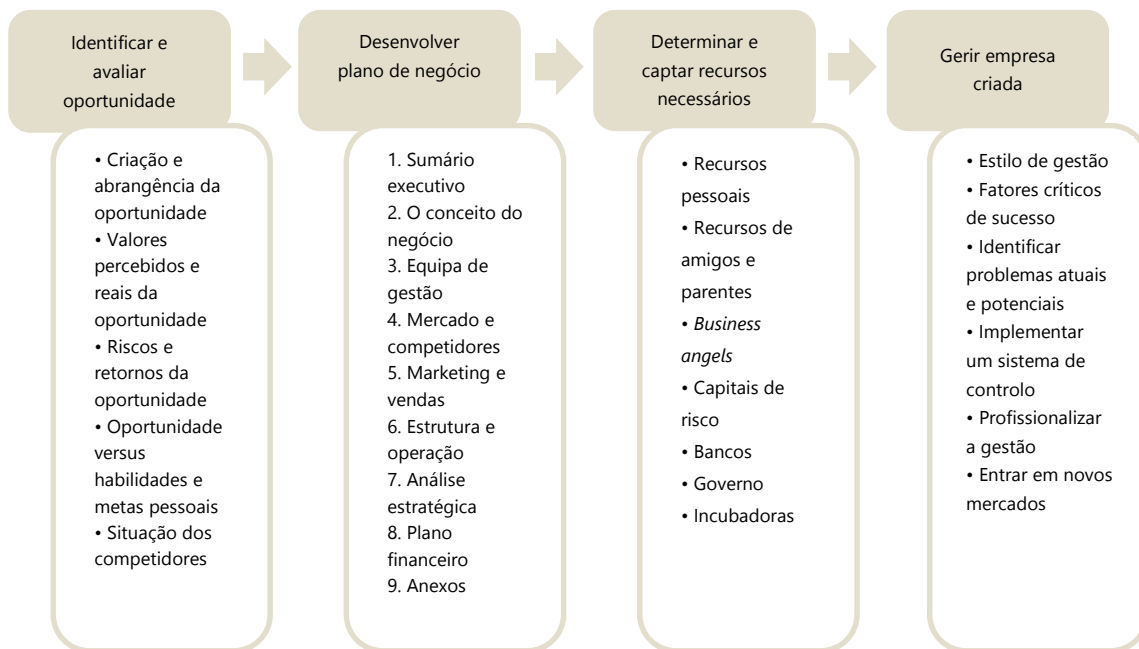 Identificar e
avaliar
oportunidade
• Criação e
abrangência da
oportunidade
• Valores
percebidos e
reais da
oportunidade
• Riscos e
retornos da
oportunidade
• Oportunidade
versus
habilidades e
metas pessoais
• Situação dos
competidores
Desenvolver
plano de negócio
1. Sumário
executivo
2. O conceito do
negócio
3. Equipa de
gestão
4. Mercado e
competidores
5. Marketing e
vendas
6. Estrutura e
operação
7. Análise
estratégica
8. Plano
financeiro
9. Anexos
Determinar e
captar recursos
necessários
• Recursos
pessoais
• Recursos de
amigos e
parentes
• Business
angels
• Capitais de
risco
• Bancos
• Governo
• Incubadoras
Gerir empresa
criada
• Estilo de gestão
• Fatores críticos
de sucesso
• Identificar
problemas atuais
e potenciais
• Implementar
um sistema de
controlo
• Profissionalizar
a gestão
• Entrar em novos
mercados